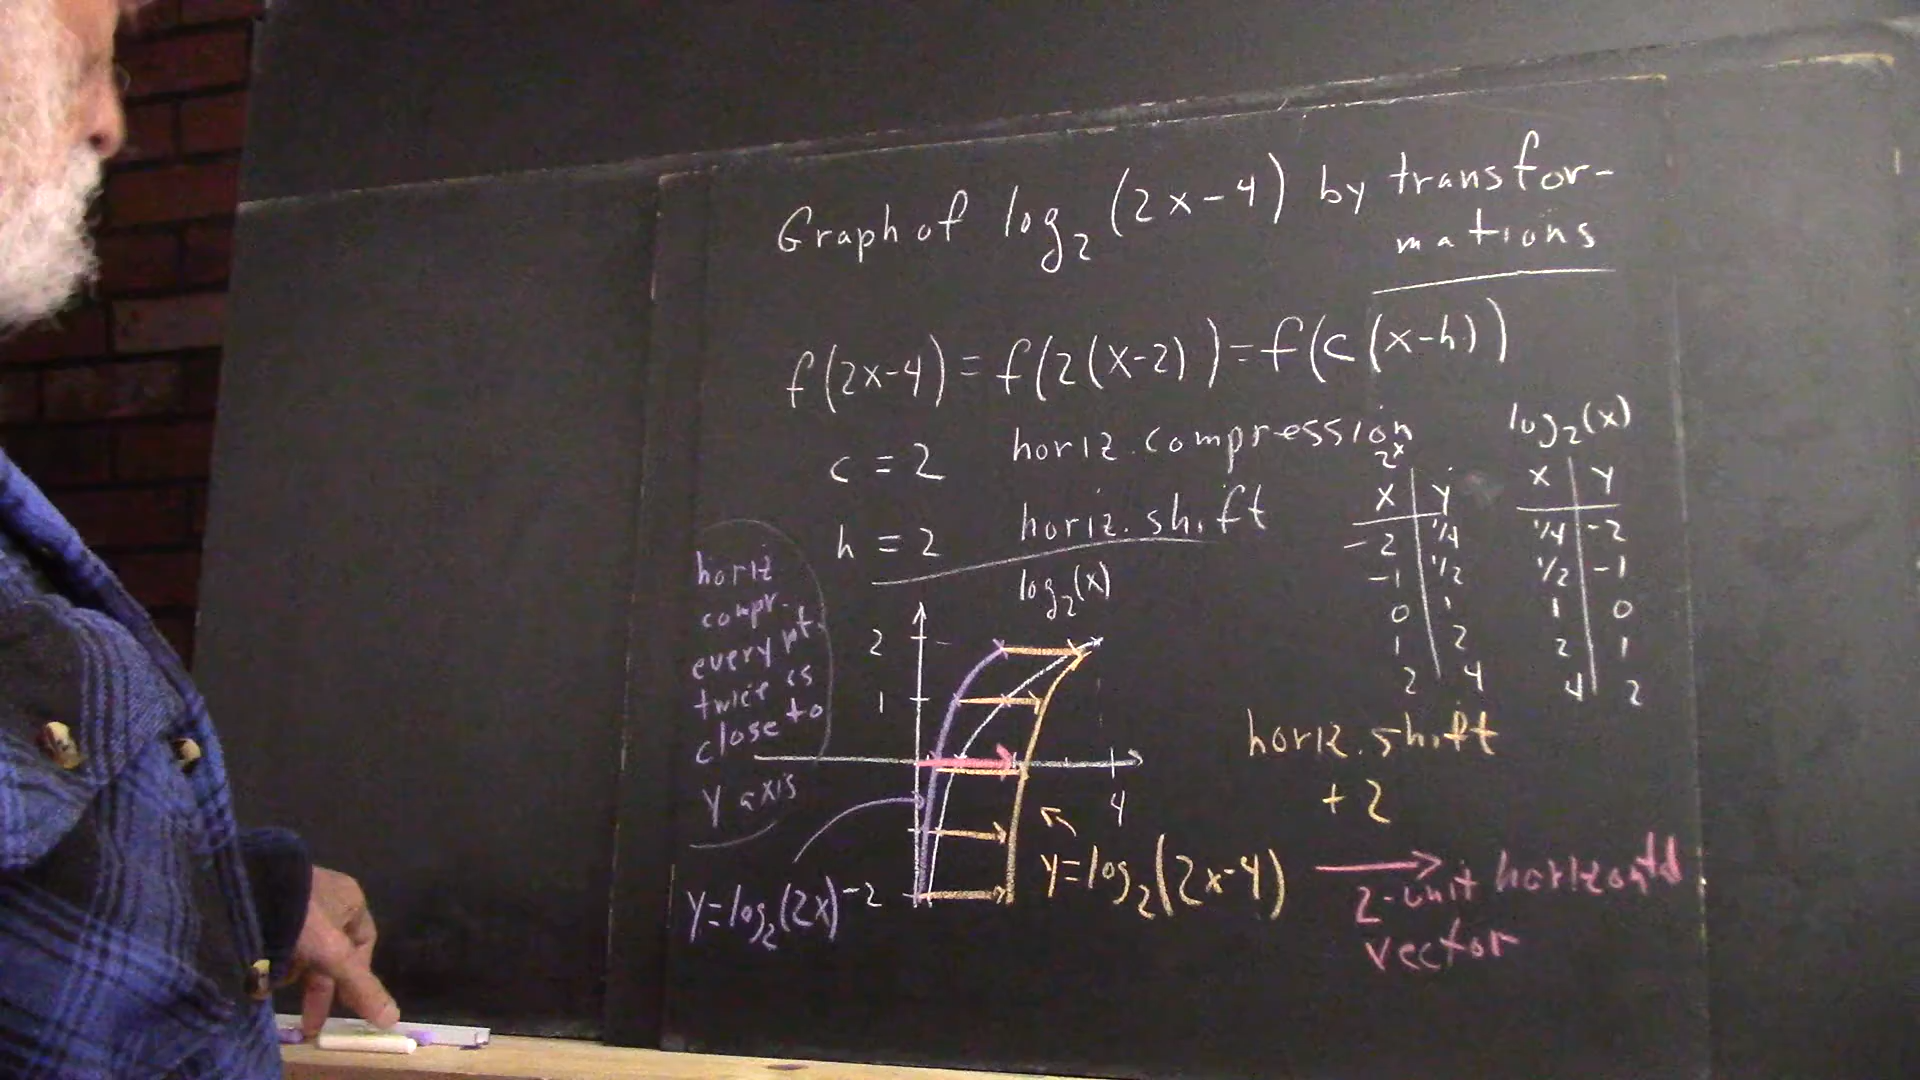 Graph of log₂(2x-4) by transfor-
mations
f(2x-4) = f(2(x-2)) = f(c(x-h))
c = 2 horiz. compression
h = 2 horiz. shift
2ˣ
x y
-2 1/4
-1 1/2
0 1
1 2
2 4
log₂(x)
x y
1/4 -2
1/2 -1
1 0
2 1
4 2
horiz
compr.
every pt.
twice as
close to
y axis
log₂(x)
2
1
4
-2
y=log₂(2x)
y=log₂(2x-4)
horiz. shift
+ 2
2-unit horizontal
vector